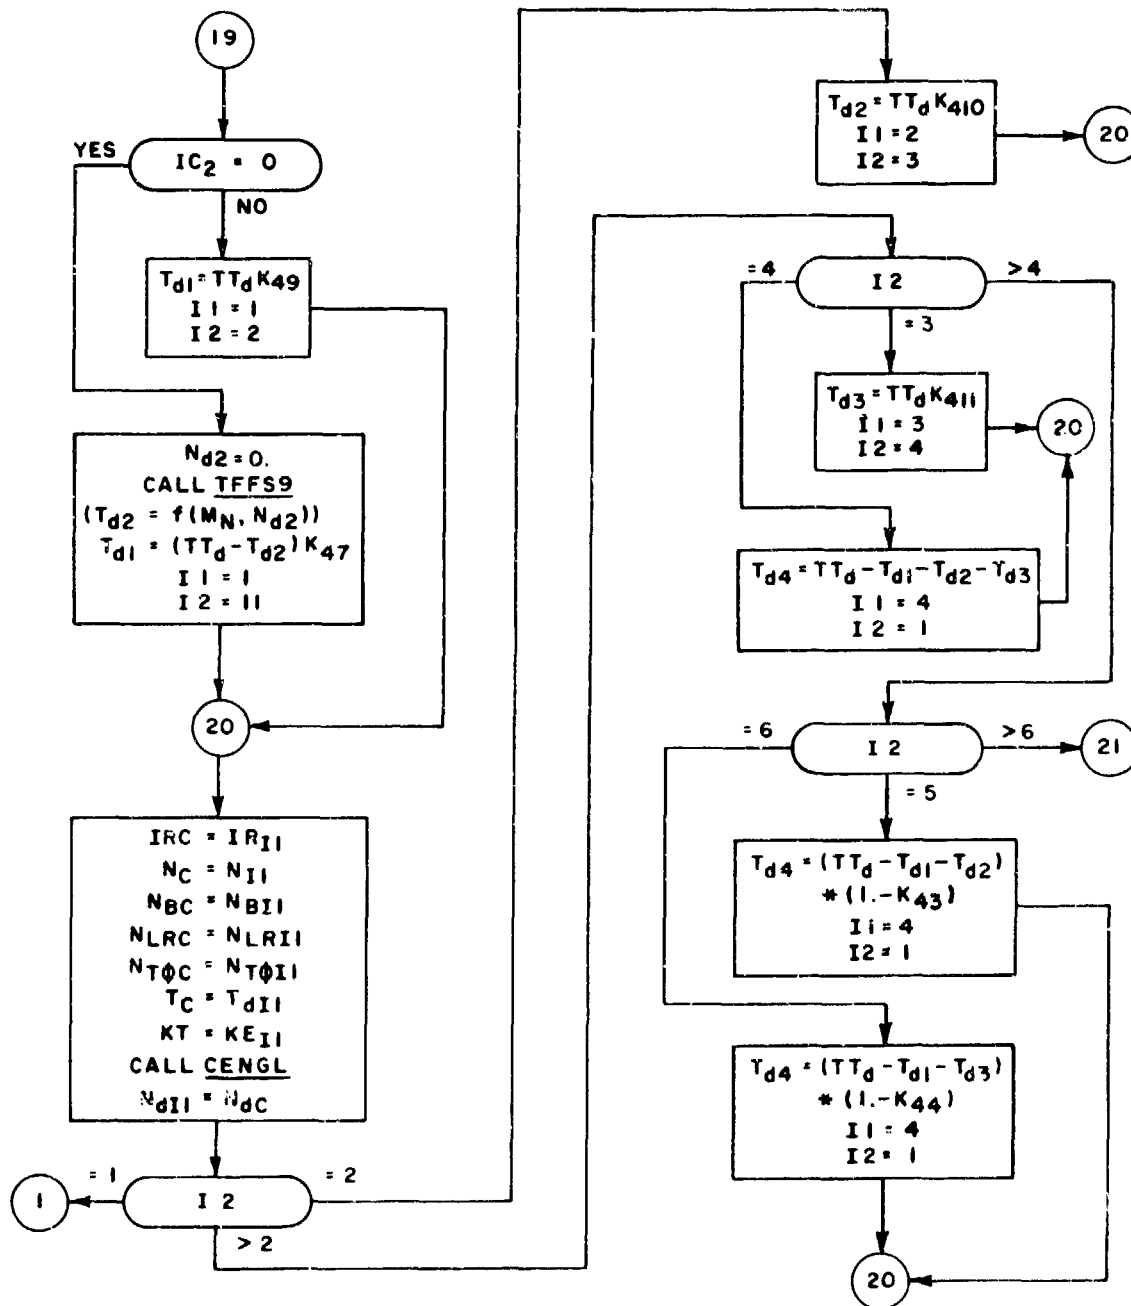 19
YES
IC2 = 0
NO
Td1 = TTd K49
I1 = 1
I2 = 2
Nd2 = 0.
CALL TFFS9
(Td2 = f(MN, Nd2))
Td1 = (TTd - Td2) K47
I1 = 1
I2 = 11
20
IRC = IRI1
NC = NI1
NBC = NBI1
NLRC = NLRI1
NTΦC = NTΦI1
TC = TdI1
KT = KEI1
CALL CENGL
NdI1 = NdC
= 1
= 2
1
I2
> 2
Td2 = TTd K410
I1 = 2
I2 = 3
20
= 4
I2
> 4
= 3
Td3 = TTd K411
I1 = 3
I2 = 4
20
Td4 = TTd - Td1 - Td2 - Td3
I1 = 4
I2 = 1
= 6
I2
> 6
21
= 5
Td4 = (TTd - Td1 - Td2)
* (1. - K43)
I1 = 4
I2 = 1
Td4 = (TTd - Td1 - Td3)
* (1. - K44)
I1 = 4
I2 = 1
20